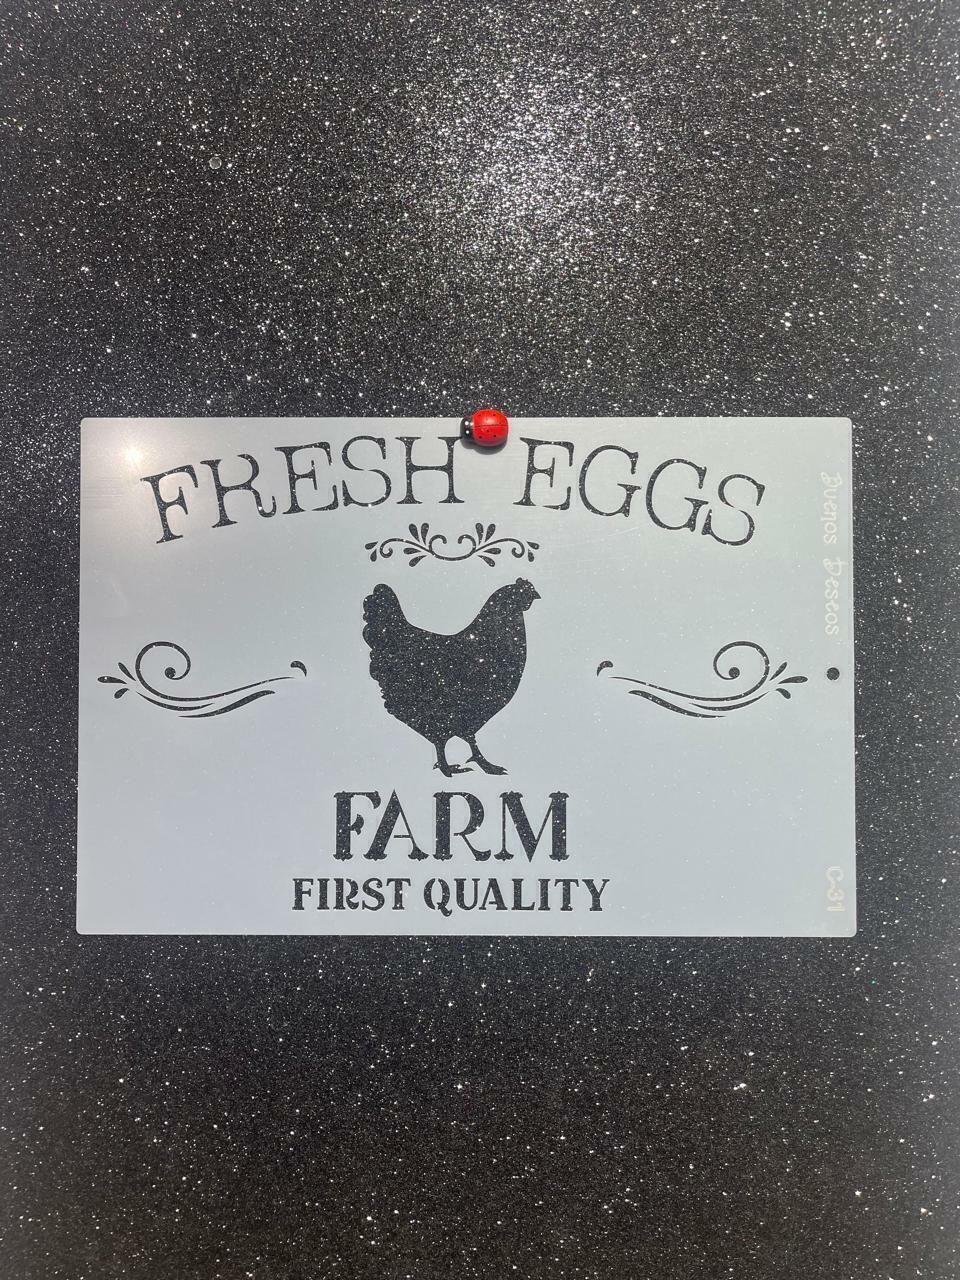 FRESH EGGS
FARM
FIRST QUALITY
Buenos Deseos
C-31